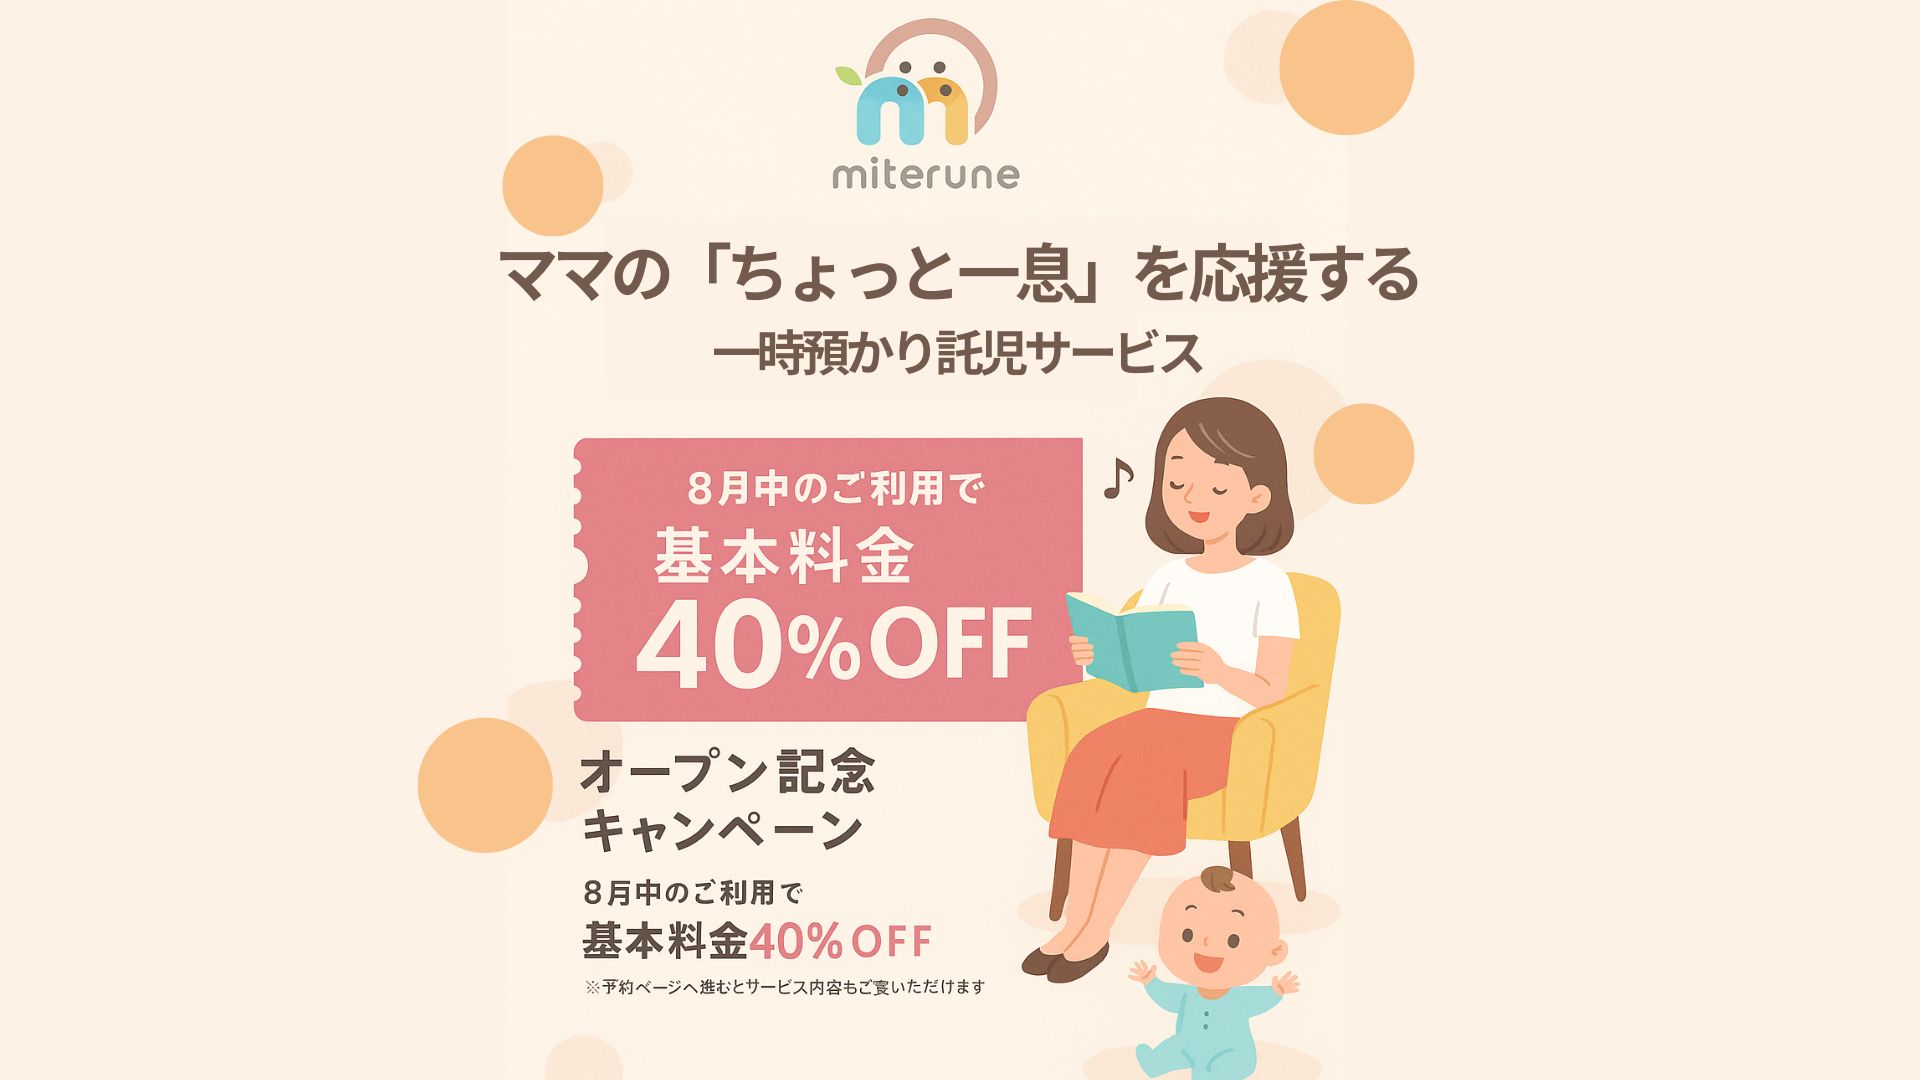 miterune
ママの「ちょっと一息」を応援する
一時預かり託児サービス
8月中のご利用で
基本料金
40%OFF
オープン記念
キャンペーン
8月中のご利用で
基本料金40%OFF
※予約ページへ進むとサービス内容もご覧いただけます